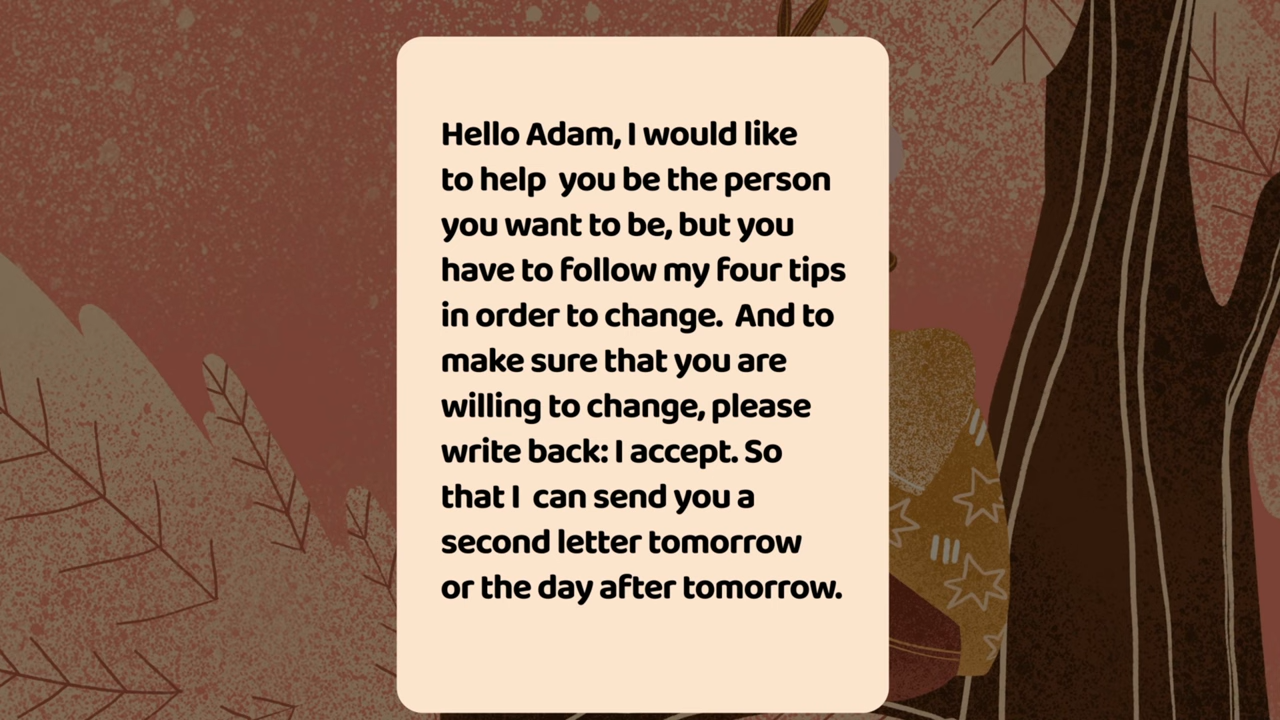 Hello Adam, I would like
to help  you be the person
you want to be, but you
have to follow my four tips
in order to change.  And to
make sure that you are
willing to change, please
write back: I accept. So
that I  can send you a
second letter tomorrow
or the day after tomorrow.